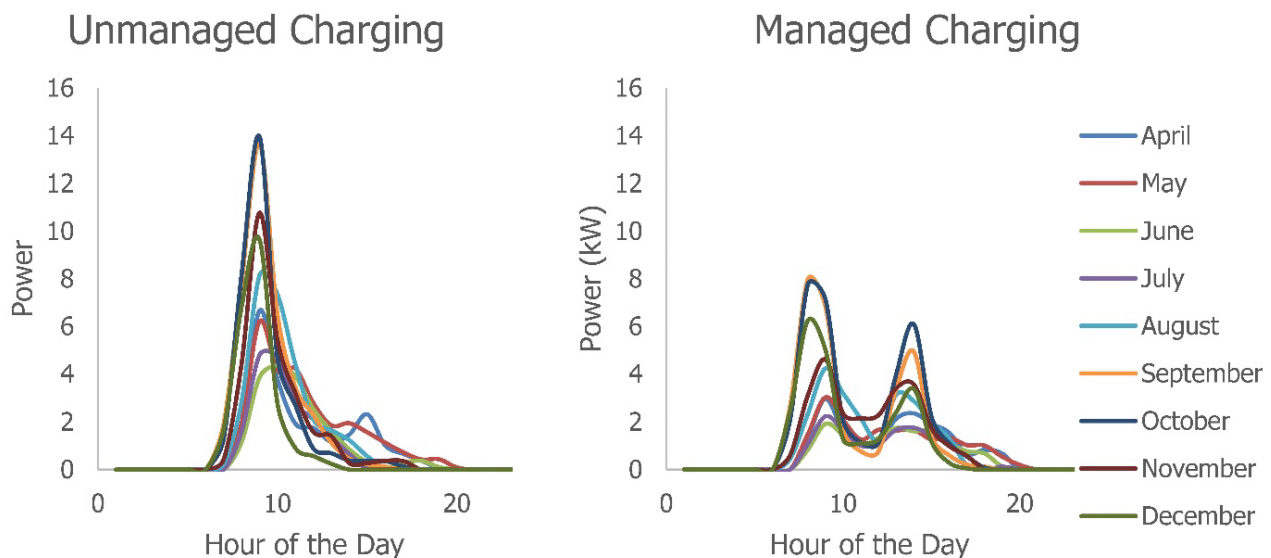 Unmanaged Charging
16
14
12
10
8
6
4
2
0
Power
0
10
20
Hour of the Day
Managed Charging
16
14
12
10
8
6
4
2
0
Power (kW)
0
10
20
Hour of the Day
April
May
June
July
August
September
October
November
December